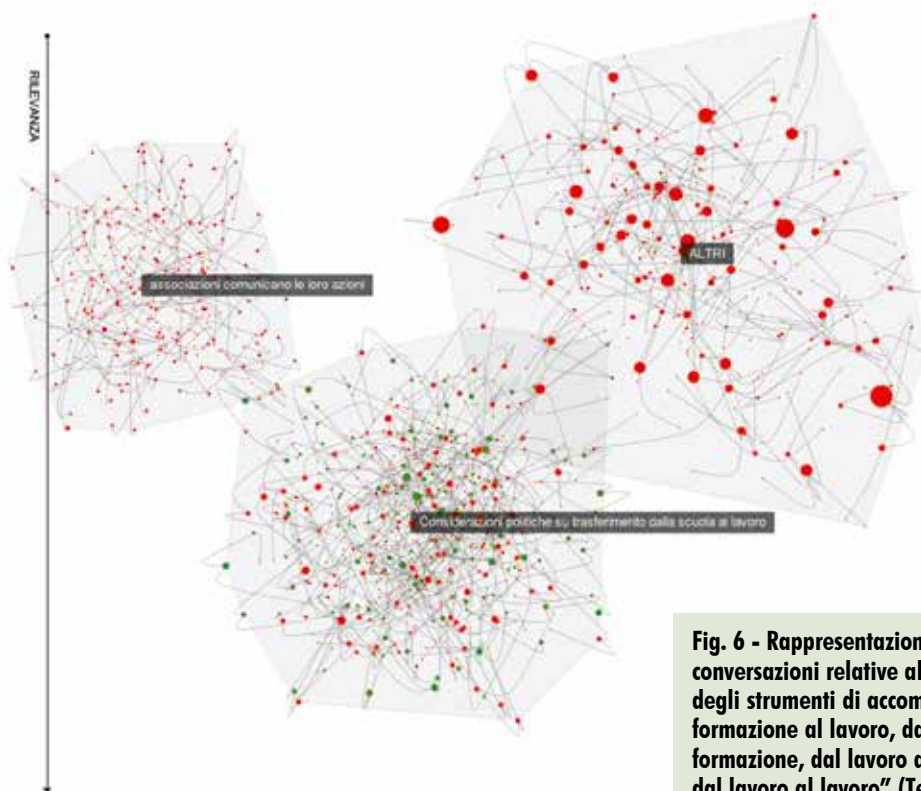 RILEVANZA
ALTRI
associazioni comunicano le loro azioni
Considerazioni politiche su trasferimento dalla scuola al lavoro
Fig. 6 - Rappresentazion
conversazioni relative al
degli strumenti di accom
formazione al lavoro, da
formazione, dal lavoro a
dal lavoro al lavoro” (T